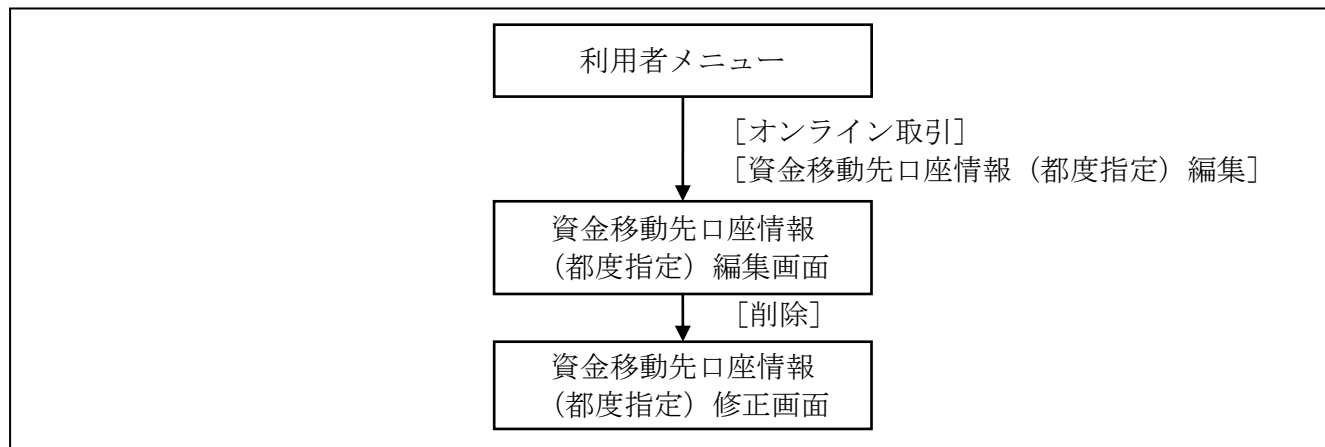 利用者メニュー
［オンライン取引］
［資金移動先口座情報（都度指定）編集］
資金移動先口座情報
（都度指定）編集画面
［削除］
資金移動先口座情報
（都度指定）修正画面